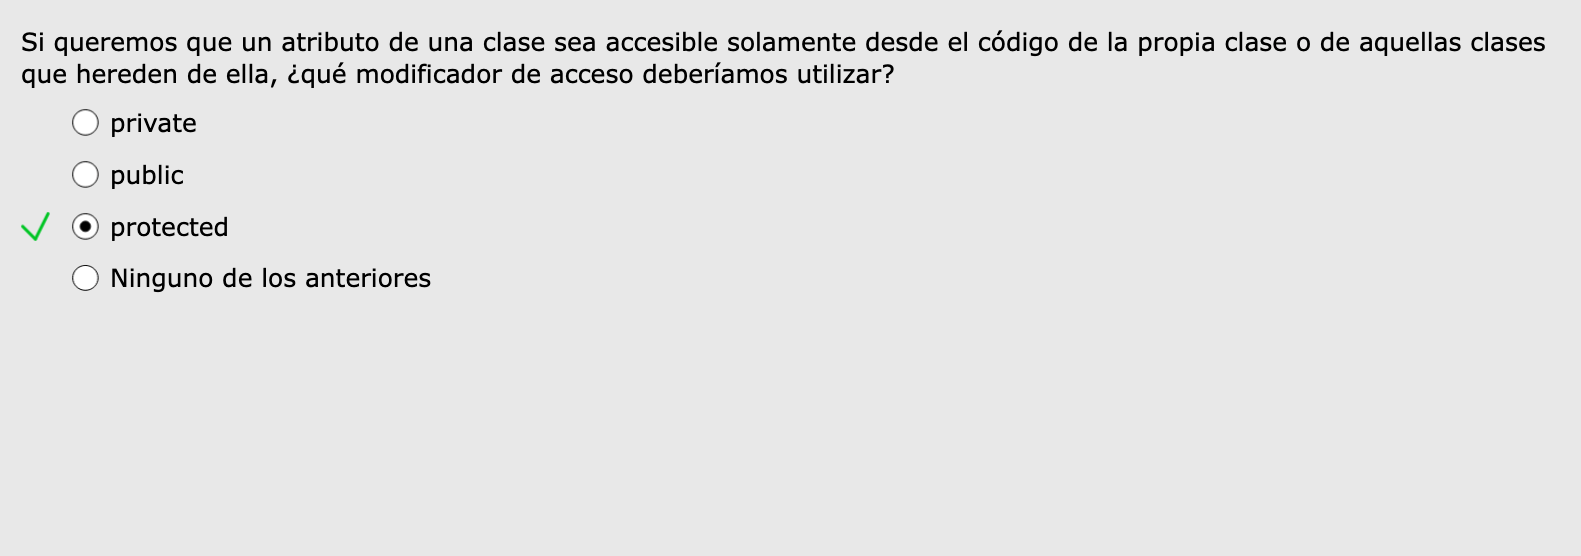 Si queremos que un atributo de una clase sea accesible solamente desde el código de la propia clase o de aquellas clases
que hereden de ella, ¿qué modificador de acceso deberíamos utilizar?
private
public
protected
Ninguno de los anteriores